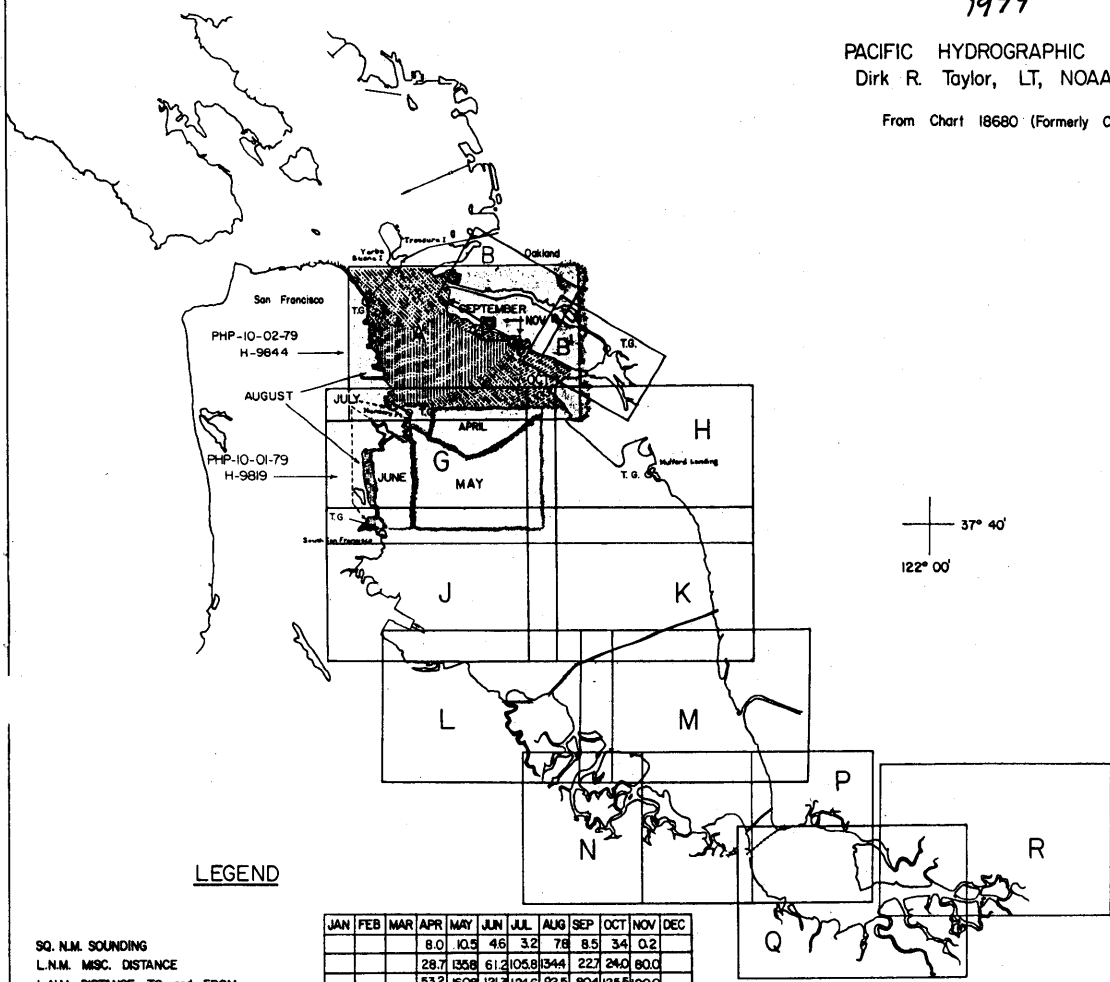 1979
PACIFIC HYDROGRAPHIC
Dirk R. Taylor, LT, NOAA
From Chart 18680 (Formerly C
Yerba Buena I
Treasure I
B
Oakland
San Francisco
T.G.
SEPTEMBER
NOV
B'
T.G.
PHP-10-02-79
H-9844
OCT
AUGUST
JULY
T.G.
APRIL
H
G
Mulford Landing
PHP-10-01-79
H-9819
JUNE
MAY
T. G.
T.G
South San Francisco
37° 40'
122° 00'
J
K
L
M
P
N
R
Q
LEGEND
JAN FEB MAR APR MAY JUN JUL AUG SEP OCT NOV DEC
SQ. N.M. SOUNDING 8.0 10.5 4.6 3.2 7.8 8.5 3.4 0.2
L.N.M. MISC. DISTANCE 28.7 135.8 61.2 105.8 134.4 22.7 24.0 80.0